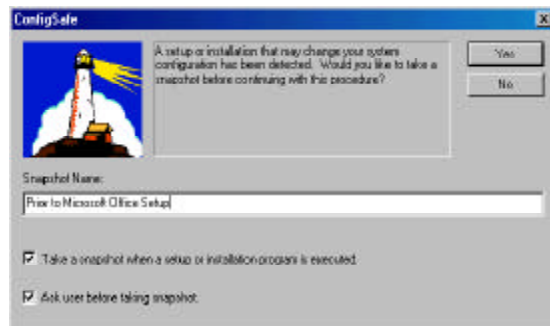 ConfigSafe
A setup or installation that may change your system
configuration has been detected. Would you like to take a
snapshot before continuing with this procedure?
Yes
No
Snapshot Name:
Prior to Microsoft Office Setup
Take a snapshot when a setup or installation program is executed.
Ask user before taking snapshot.